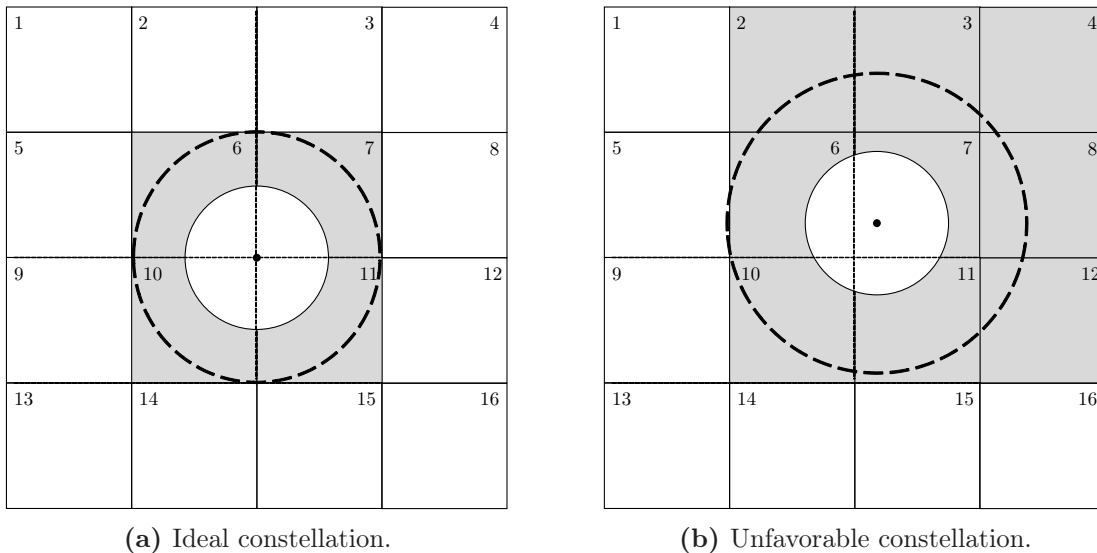 1 2 3 4 1 2 3 4
5 6 7 8 5 6 7 8
9 10 11 12 9 10 11 12
13 14 15 16 13 14 15 16
(a) Ideal constellation. (b) Unfavorable constellation.